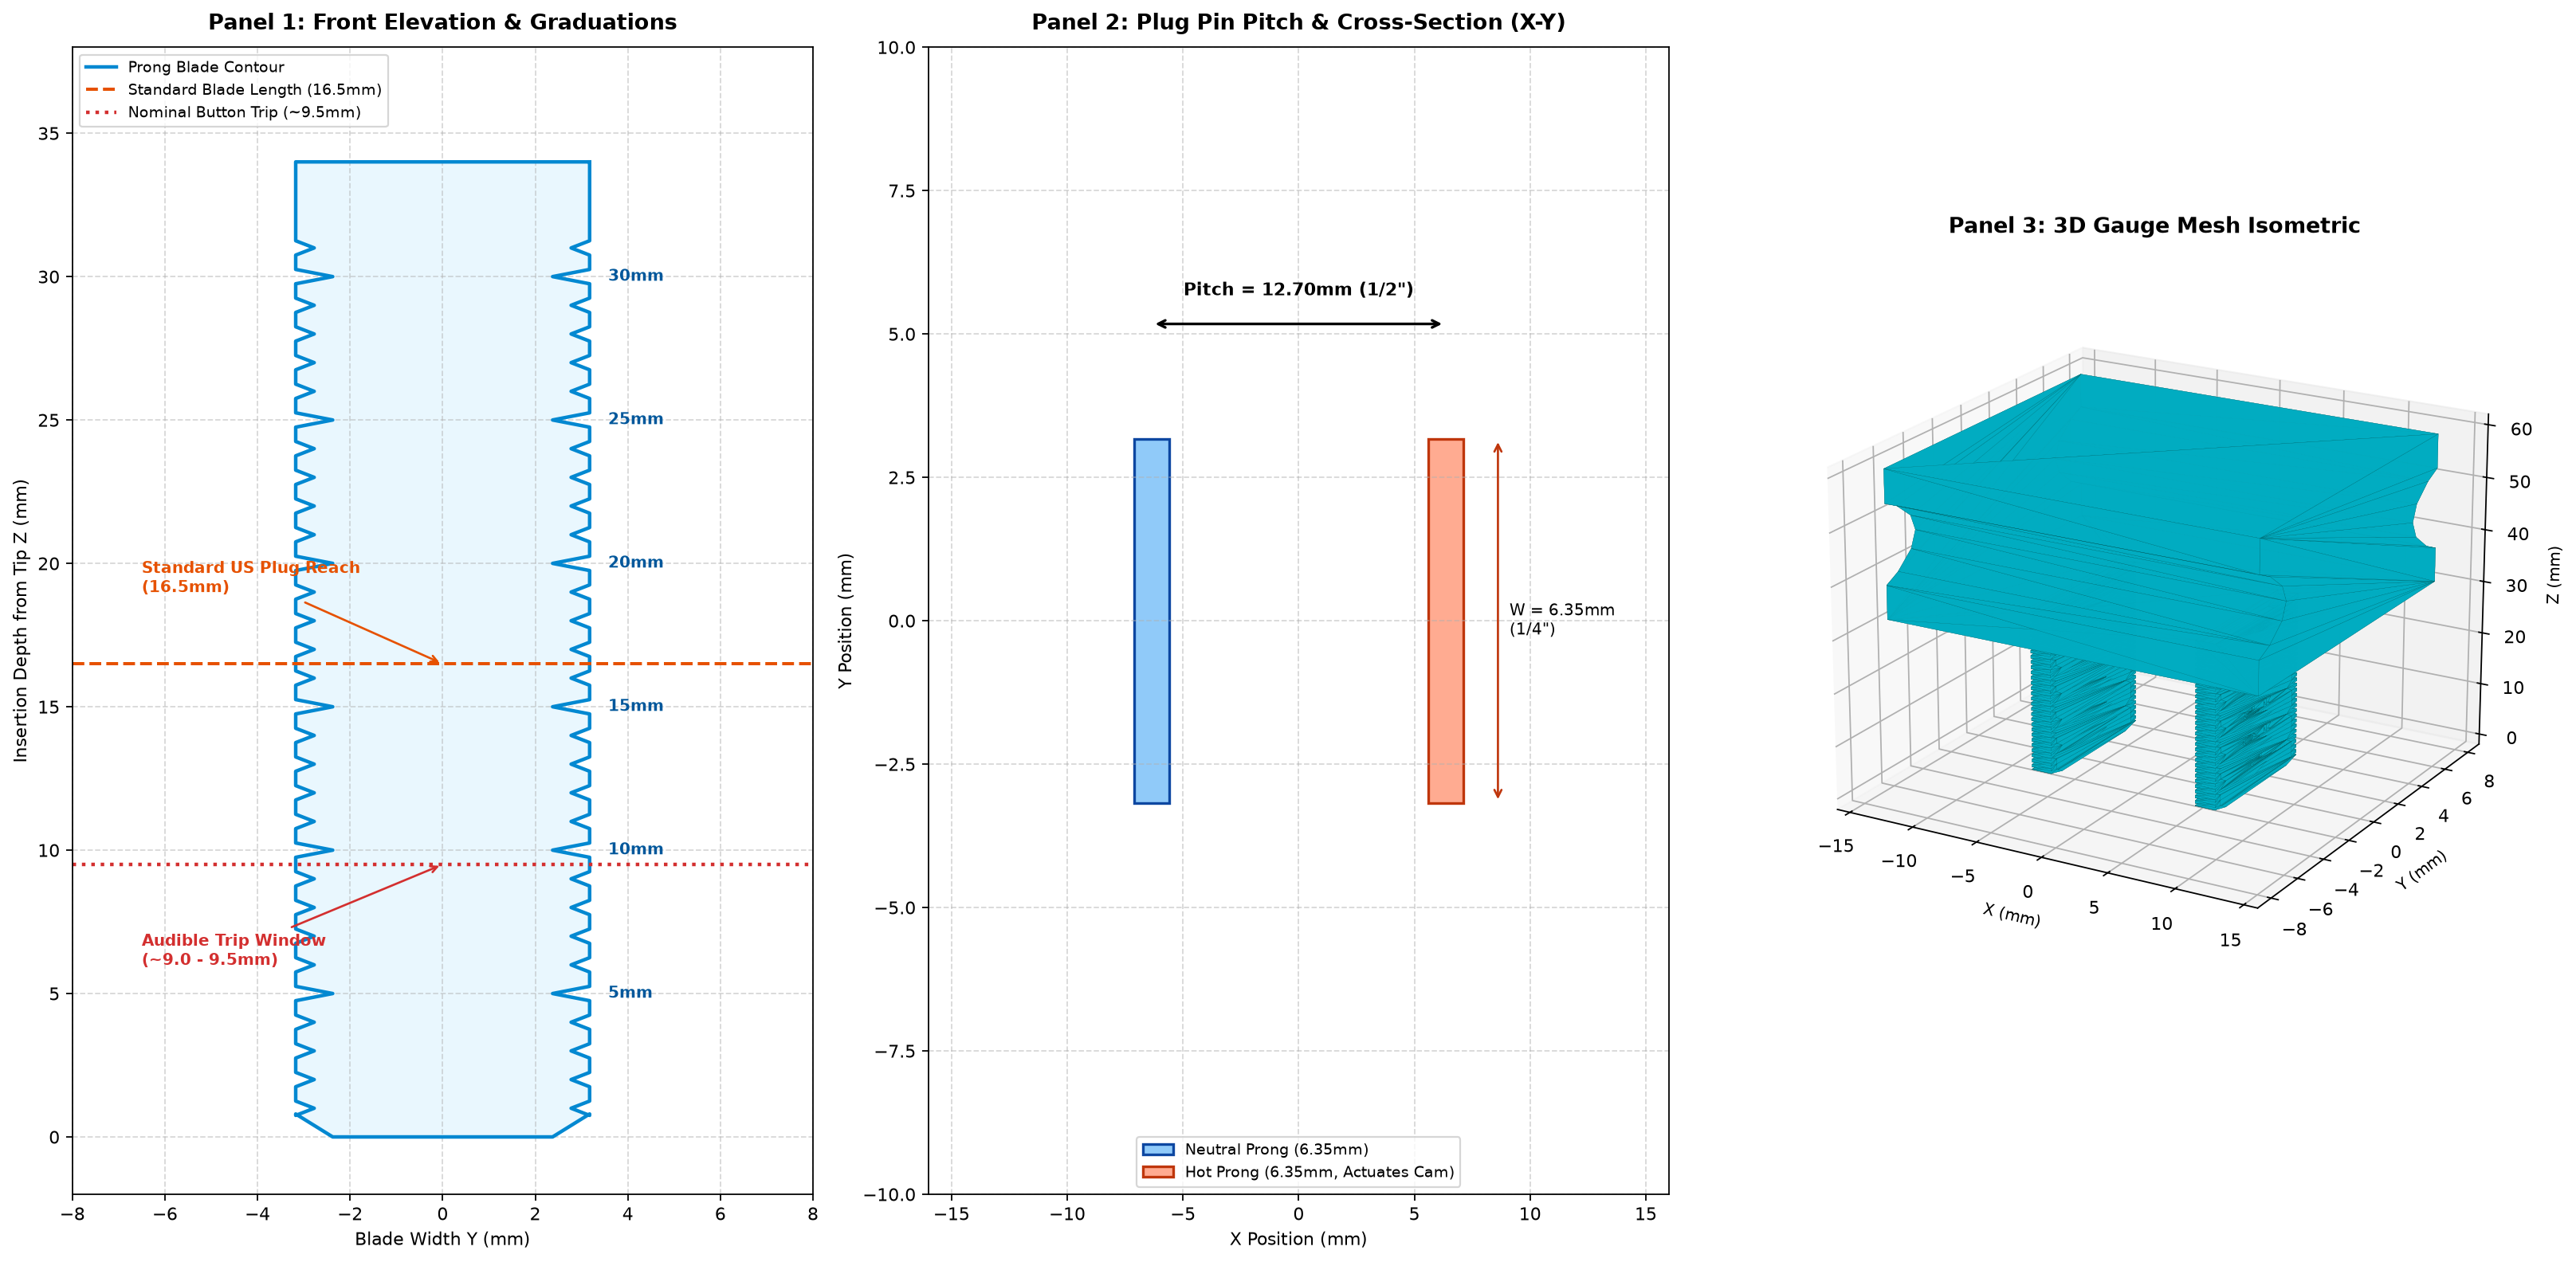 Panel 1: Front Elevation & Graduations
Prong Blade Contour
Standard Blade Length (16.5mm)
Nominal Button Trip (~9.5mm)
35
30
25
20
15
10
5
0
Insertion Depth from Tip Z (mm)
30mm
25mm
20mm
Standard US Plug Reach
(16.5mm)
15mm
10mm
Audible Trip Window
(~9.0 - 9.5mm)
5mm
−8
−6
−4
−2
0
2
4
6
8
Blade Width Y (mm)
Panel 2: Plug Pin Pitch & Cross-Section (X-Y)
10.0
7.5
5.0
2.5
0.0
−2.5
−5.0
−7.5
−10.0
Y Position (mm)
Pitch = 12.70mm (1/2")
W = 6.35mm
(1/4")
Neutral Prong (6.35mm)
Hot Prong (6.35mm, Actuates Cam)
−15
−10
−5
0
5
10
15
X Position (mm)
Panel 3: 3D Gauge Mesh Isometric
60
50
40
30
20
10
0
Z (mm)
−15
−10
−5
0
5
10
15
X (mm)
−8
−6
−4
−2
0
2
4
6
8
Y (mm)